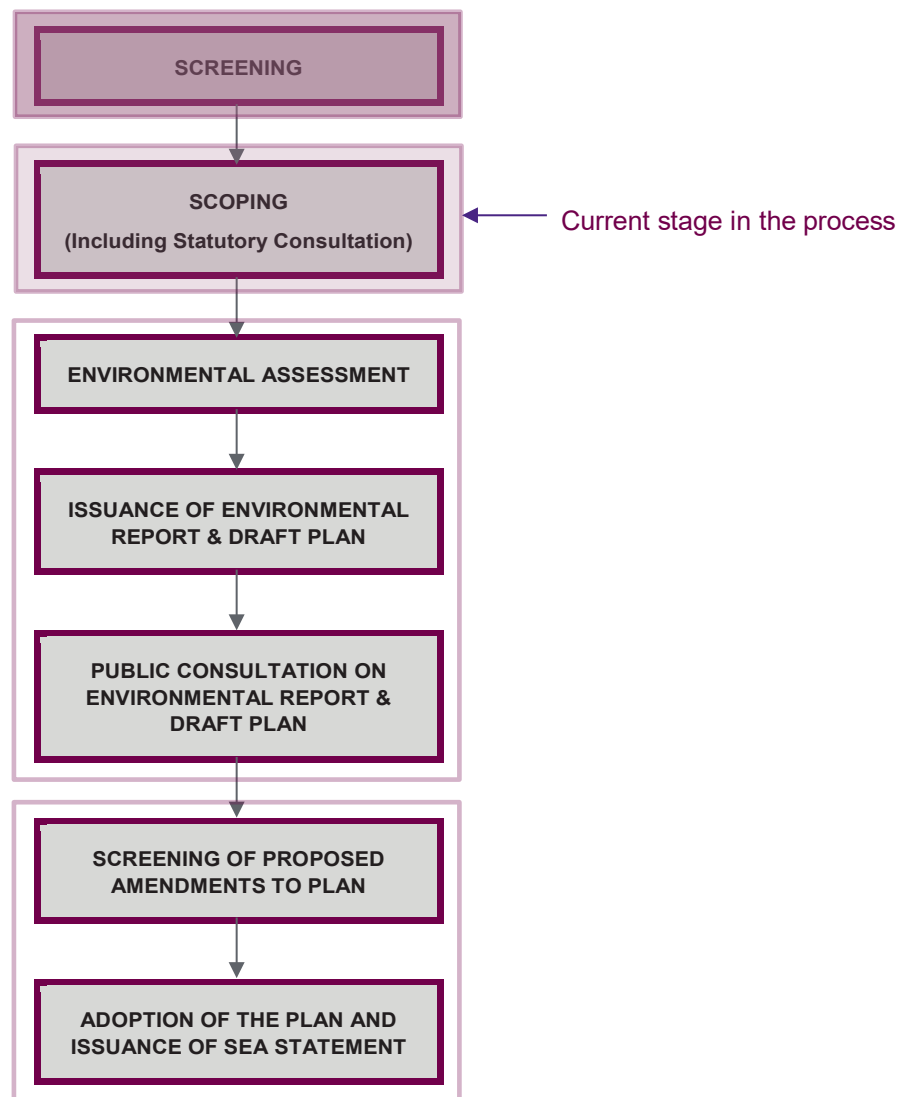 SCREENING
SCOPING
(Including Statutory Consultation)
Current stage in the process
ENVIRONMENTAL ASSESSMENT
ISSUANCE OF ENVIRONMENTAL
REPORT & DRAFT PLAN
PUBLIC CONSULTATION ON
ENVIRONMENTAL REPORT &
DRAFT PLAN
SCREENING OF PROPOSED
AMENDMENTS TO PLAN
ADOPTION OF THE PLAN AND
ISSUANCE OF SEA STATEMENT